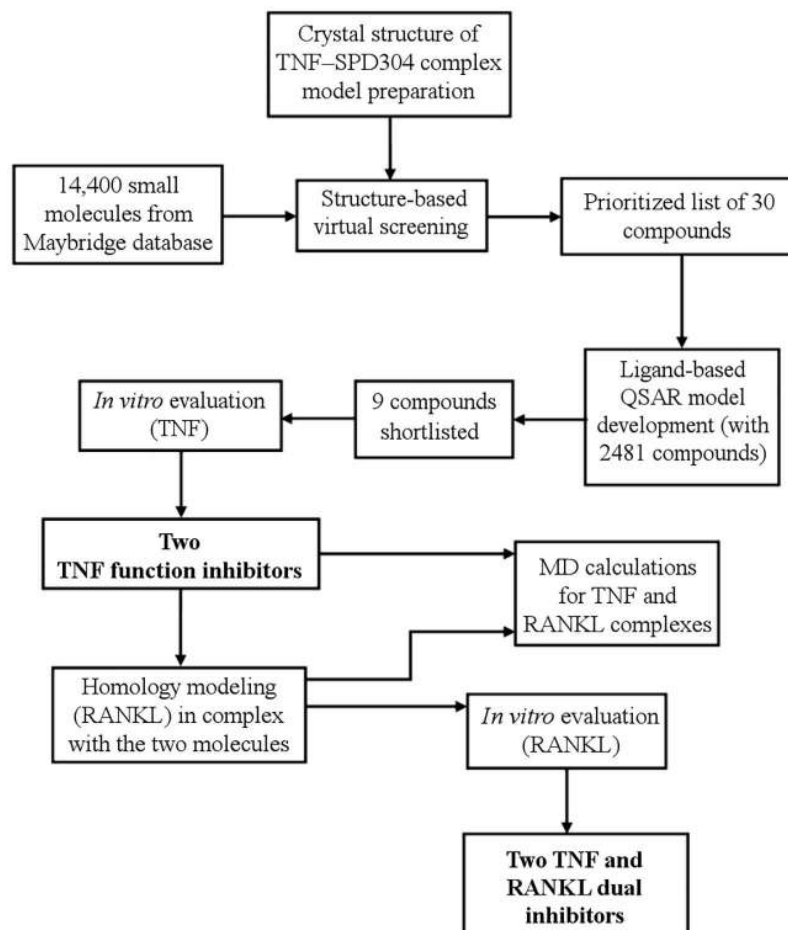 Crystal structure of
TNF–SPD304 complex
model preparation
14,400 small
molecules from
Maybridge database
Structure-based
virtual screening
Prioritized list of 30
compounds
Ligand-based
QSAR model
development (with
2481 compounds)
9 compounds
shortlisted
In vitro evaluation
(TNF)
Two
TNF function inhibitors
MD calculations
for TNF and
RANKL complexes
Homology modeling
(RANKL) in complex
with the two molecules
In vitro evaluation
(RANKL)
Two TNF and
RANKL dual
inhibitors